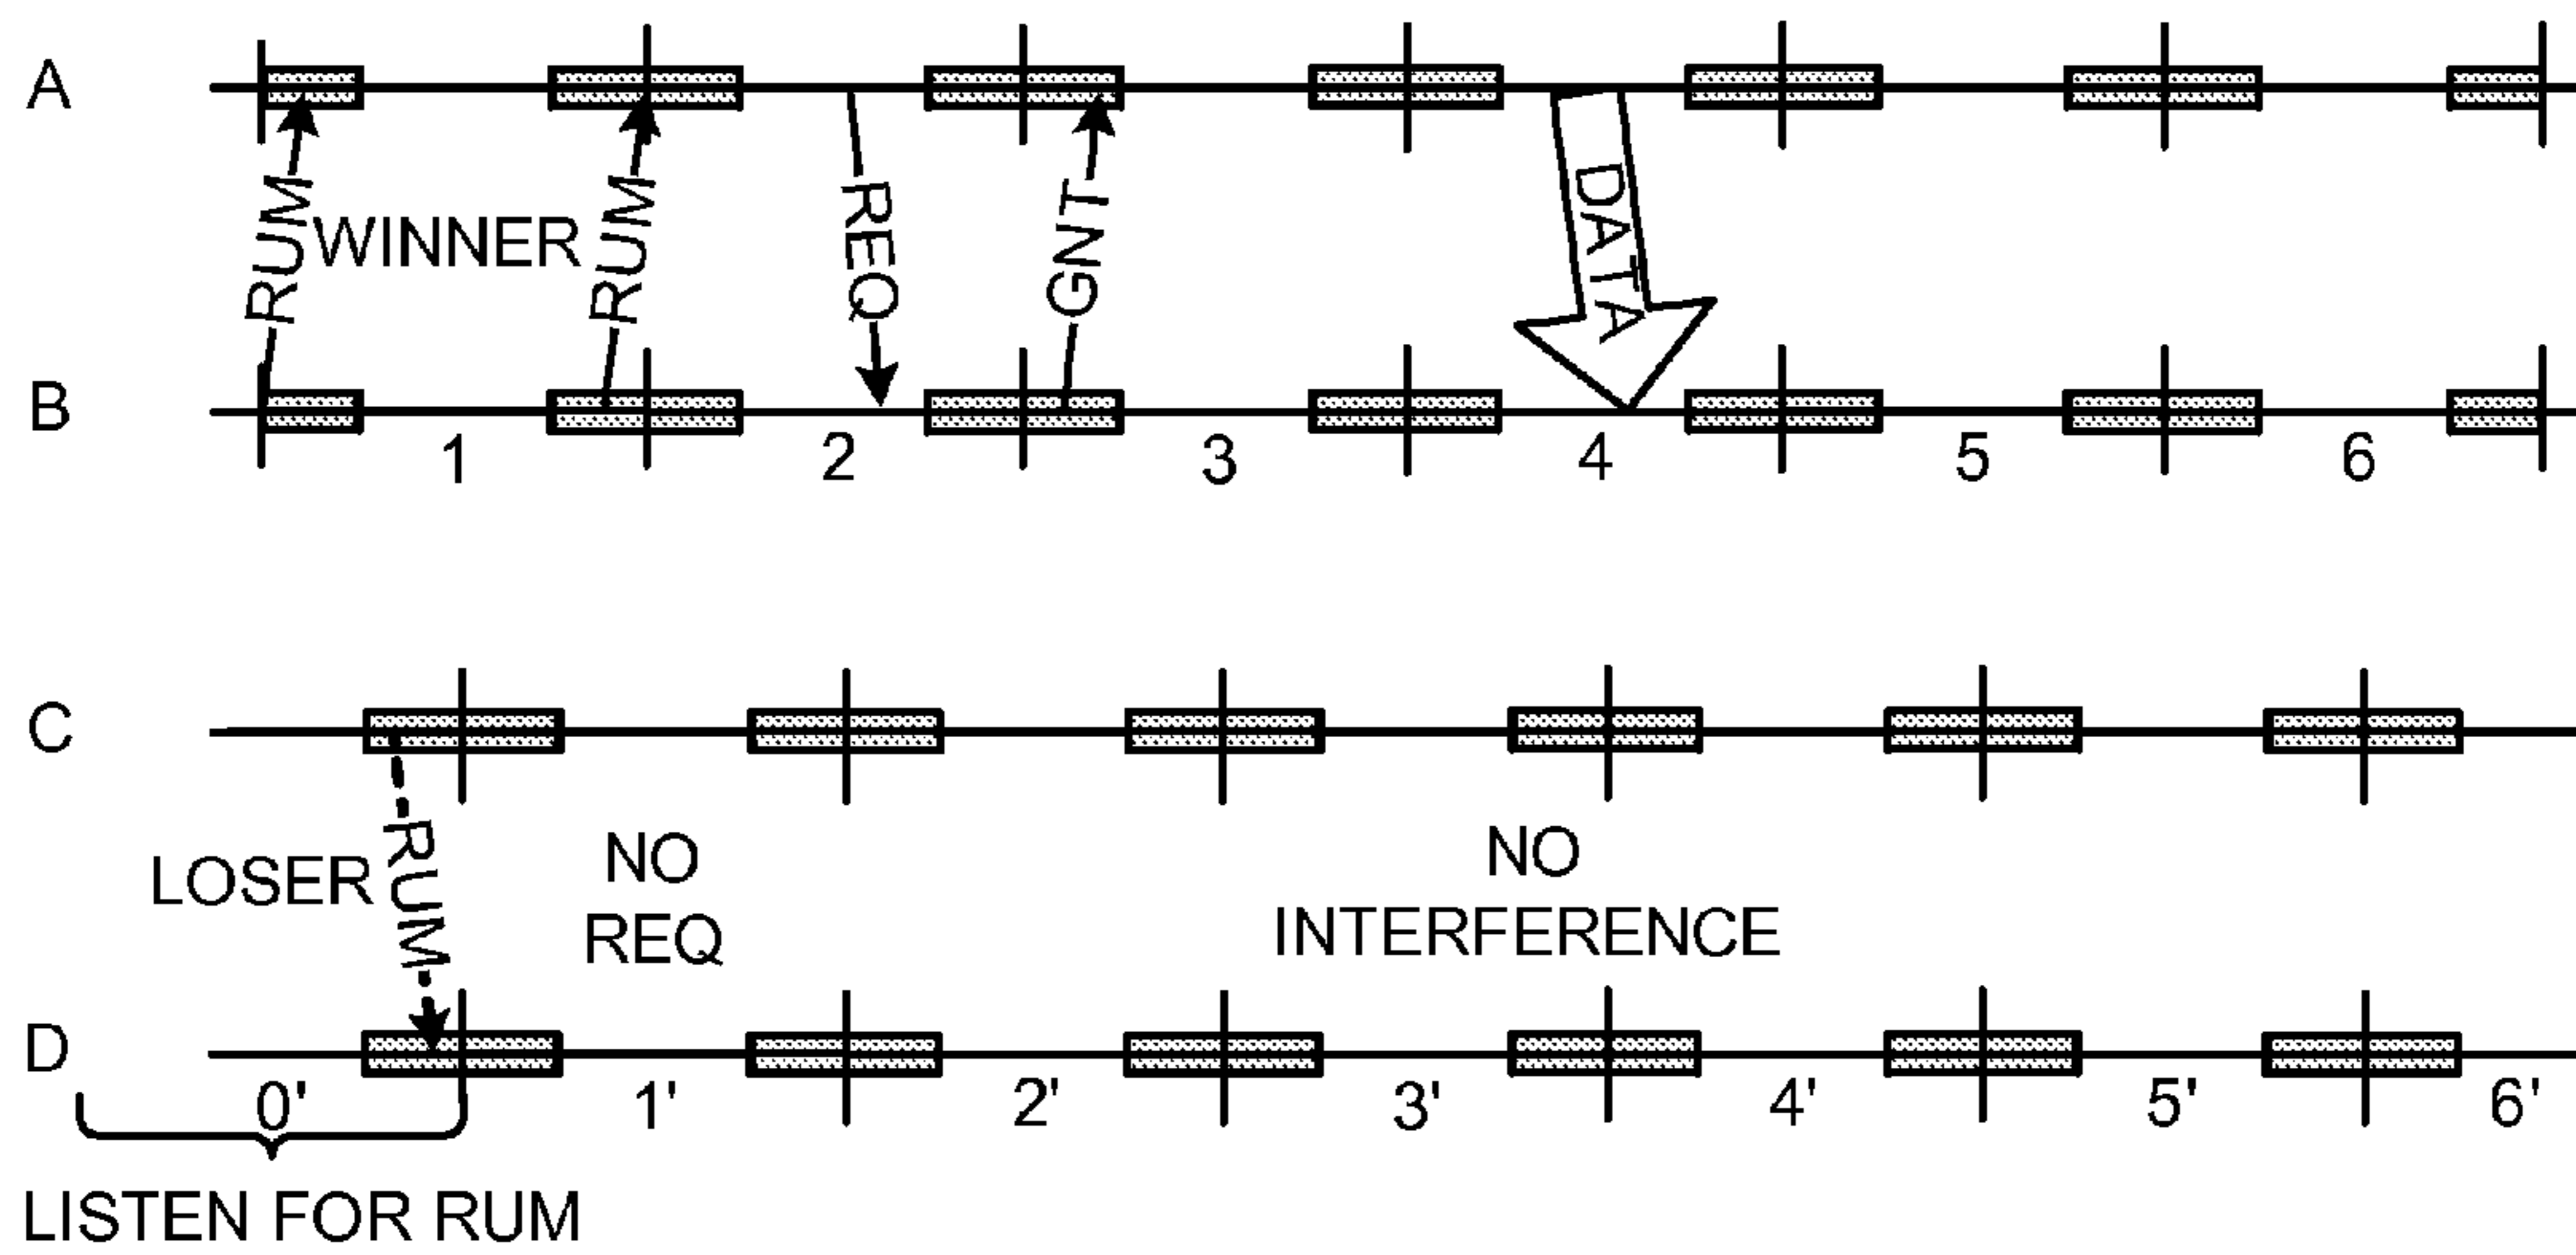 A
RUM
WINNER
RUM
REQ
GNT
DATA
B
1 2 3 4 5 6
C
LOSER
RUM
NO
REQ
NO
INTERFERENCE
D
0' 1' 2' 3' 4' 5' 6'
LISTEN FOR RUM